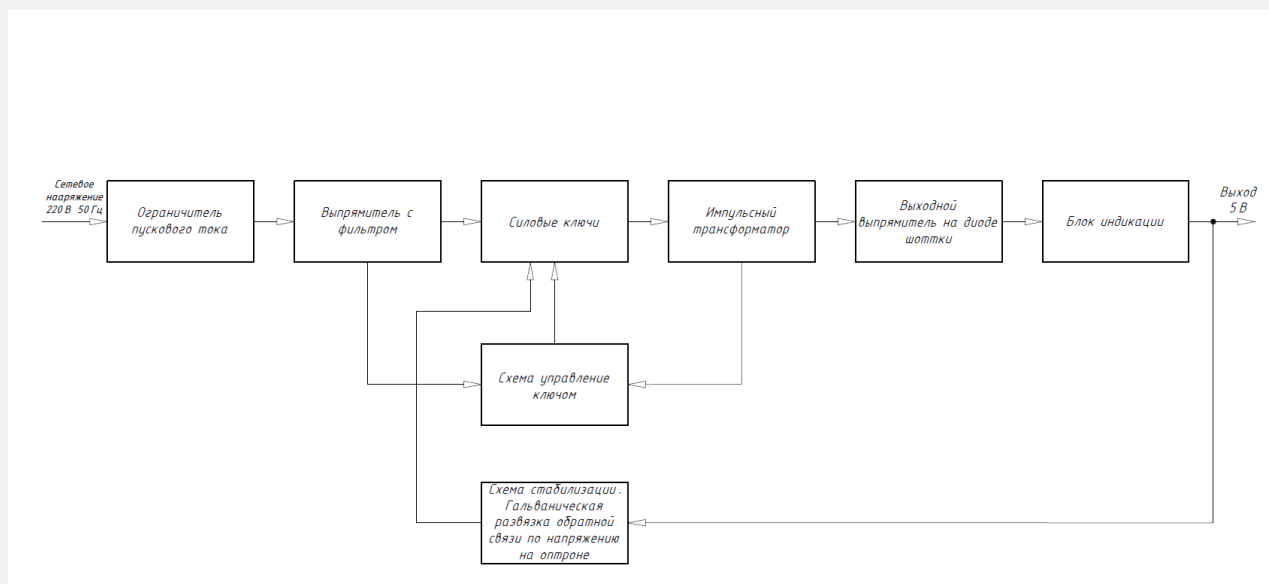 Сетевое
наряжение
220 В 50 Гц
Ограничитель
пускового тока
Выпрямитель с
фильтром
Силовые ключи
Импульсный
трансформатор
Выходной
выпрямитель на диоде
шоттки
Блок индикации
Выход
5 В
Схема управление
ключом
Схема стабилизации.
Гальваническая
развязка обратной
связи по напряжению
на оптроне